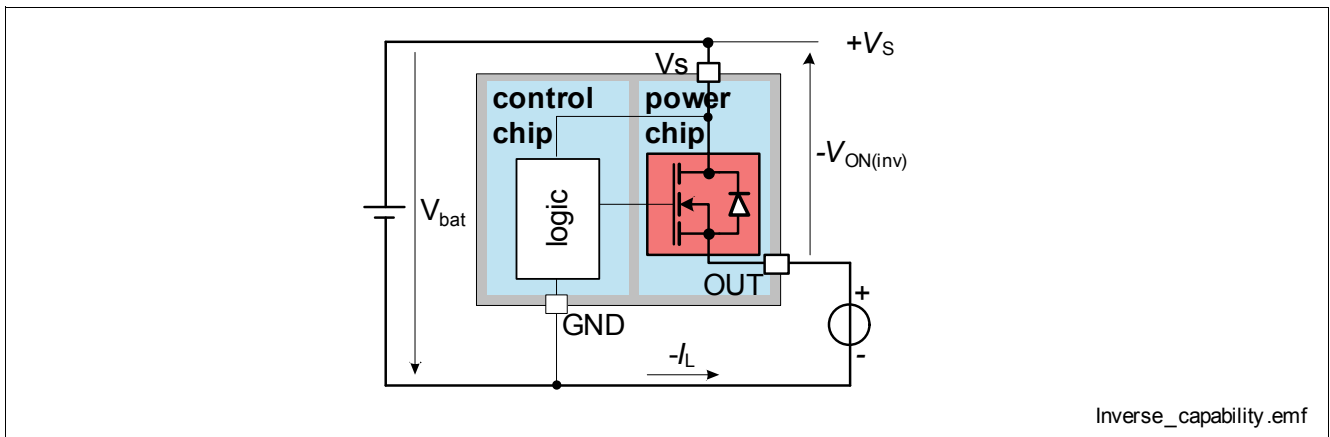 +VS
Vs
control chip
power chip
-VON(inv)
Vbat
logic
OUT
GND
+
-
-IL
Inverse_capability.emf